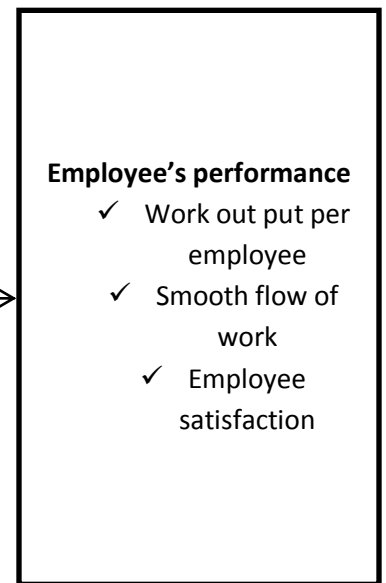 Employee’s performance
✓ Work out put per
employee
✓ Smooth flow of
work
✓ Employee
satisfaction